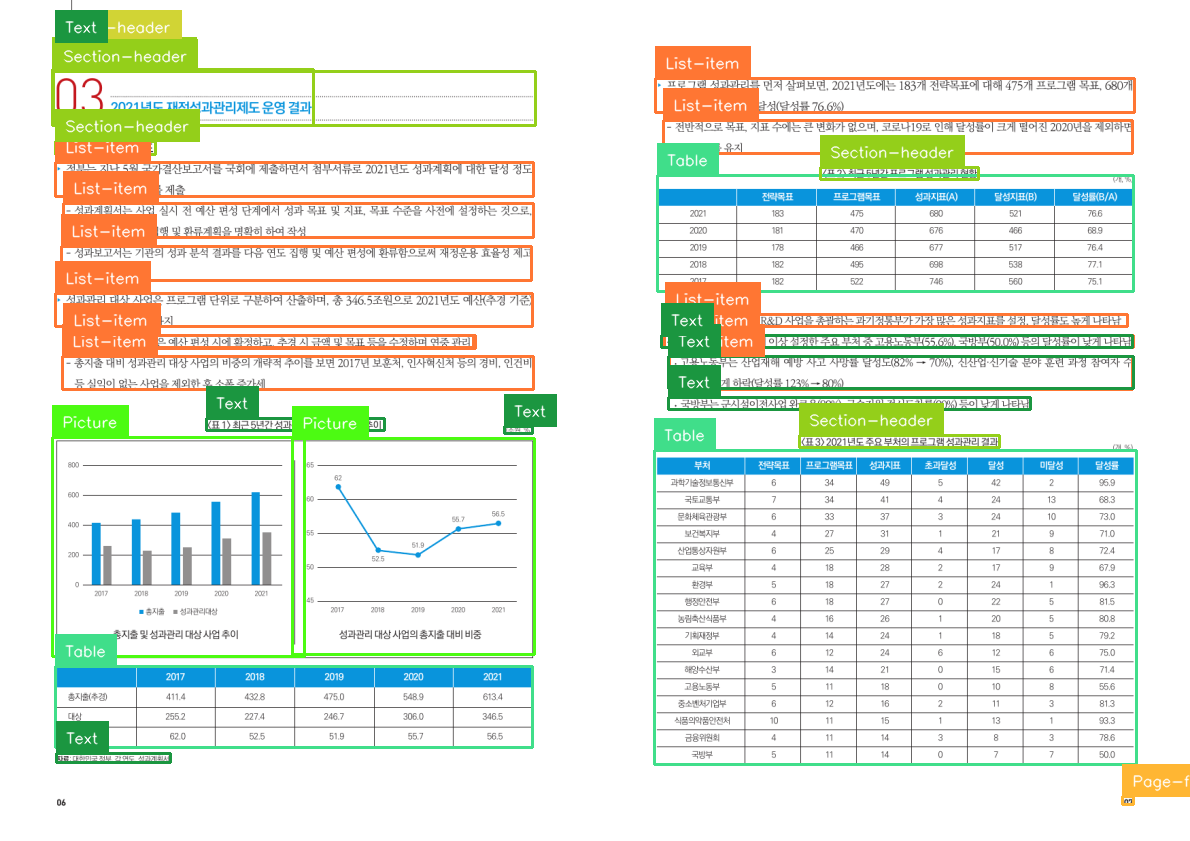 Text
-header
Section-header
03
2021년도 재정성과관리제도 운영 결과
Section-header
List-item
정부는 지난 5월 국가결산보고서를 국회에 제출하면서 첨부서류로 2021년도 성과계획에 대한 달성 정도
List-item
제출
- 성과계획서는 사업 실시 전 예산 편성 단계에서 성과 목표 및 지표, 목표 수준을 사전에 설정하는 것으로,
List-item
및 환류계획을 명확히 하여 작성
- 성과보고서는 기관의 성과 분석 결과를 다음 연도 집행 및 예산 편성에 환류함으로써 재정운용 효율성 제고
List-item
성과관리 대상 사업은 프로그램 단위로 구분하여 산출하며, 총 346.5조원으로 2021년도 예산(추경 기준)
List-item
List-item
예산 편성 시에 확정하고, 추경 시 금액 및 목표 등을 수정하며 연중 관리
- 총지출 대비 성과관리 대상 사업의 비중의 개략적 추이를 보면 2017년 보훈처, 인사혁신처 등의 경비, 인건비
등 실익이 없는 사업을 제외한 후 소폭 증가세
Text
Text
Picture
Picture
<표 1> 최근 5년간 성과
800
600
400
200
0
2017 2018 2019 2020 2021
총지출 성과관리대상
총지출 및 성과관리 대상 사업 추이
65
60
55
50
45
62
52.5
51.9
55.7
56.5
2017 2018 2019 2020 2021
성과관리 대상 사업의 총지출 대비 비중
Table
2017 2018 2019 2020 2021
총지출(추경) 411.4 432.8 475.0 548.9 613.4
대상 255.2 227.4 246.7 306.0 346.5
62.0 52.5 51.9 55.7 56.5
Text
자료: 대한민국 정부, 각 연도, 성과계획서
06
List-item
프로그램 성과관리를 먼저 살펴보면, 2021년도에는 183개 전략목표에 대해 475개 프로그램 목표, 680개
List-item
달성(달성률 76.6%)
- 전반적으로 목표, 지표 수에는 큰 변화가 없으며, 코로나19로 인해 달성률이 크게 떨어진 2020년을 제외하면
유지
Table
Section-header
<표 2> 최근 5년간 프로그램 성과관리 현황
(개, %)
전략목표 프로그램목표 성과지표(A) 달성지표(B) 달성률(B/A)
2021 183 475 680 521 76.6
2020 181 470 676 466 68.9
2019 178 466 677 517 76.4
2018 182 495 698 538 77.1
2017 182 522 746 560 75.1
List-item
Text
item
R&D 사업을 총괄하는 과기정통부가 가장 많은 성과지표를 설정, 달성률도 높게 나타남
Text
item
이상 설정한 주요 부처 중 고용노동부(55.6%), 국방부(50.0%) 등의 달성률이 낮게 나타남
고용노동부는 산업재해 예방 사고 사망률 달성도(82% → 70%), 신산업·신기술 분야 훈련 과정 참여자 수
Text
하락(달성률 123% → 80%)
Section-header
<표 3> 2021년도 주요 부처의 프로그램 성과관리 결과
(개, %)
Table
부처 전략목표 프로그램목표 성과지표 초과달성 달성 미달성 달성률
과학기술정보통신부 6 34 49 5 42 2 95.9
국토교통부 7 34 41 4 24 13 68.3
문화체육관광부 6 33 37 3 24 10 73.0
보건복지부 4 27 31 1 21 9 71.0
산업통상자원부 6 25 29 4 17 8 72.4
교육부 4 18 28 2 17 9 67.9
환경부 5 18 27 2 24 1 96.3
행정안전부 6 18 27 0 22 5 81.5
농림축산식품부 4 16 26 1 20 5 80.8
기획재정부 4 14 24 1 18 5 79.2
외교부 6 12 24 6 12 6 75.0
해양수산부 3 14 21 0 15 6 71.4
고용노동부 5 11 18 0 10 8 55.6
중소벤처기업부 6 12 16 2 11 3 81.3
식품의약품안전처 10 11 15 1 13 1 93.3
금융위원회 4 11 14 3 8 3 78.6
국방부 5 11 14 0 7 7 50.0
Page-f
07